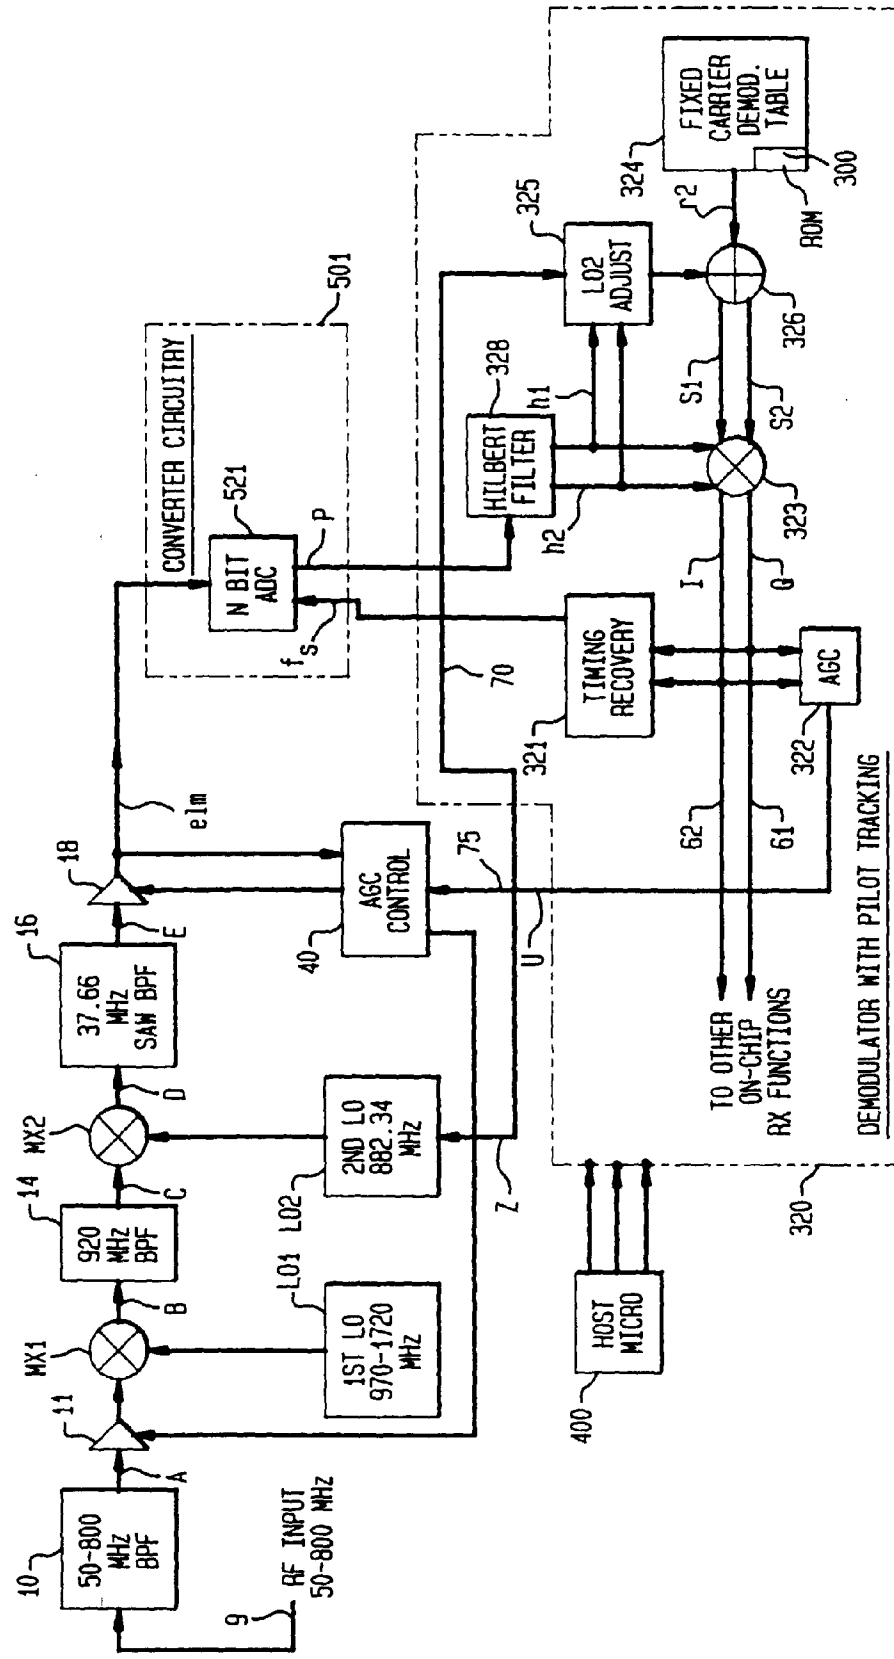 10
50-800
MHz
BPF
A
11
MX1
B
14
920
MHz
BPF
C
MX2
D
16
37.66
MHz
SAW BPF
E
18
elm
9
RF INPUT
50-800 MHz
LO1
1ST LO
970-1720
MHz
LO2
2ND LO
882.34
MHz
Z
40
AGC
CONTROL
75
U
70
CONVERTER CIRCUITRY
501
521
N BIT
ADC
P
fs
400
HOST
MICRO
320
TO OTHER
ON-CHIP
RX FUNCTIONS
62
61
321
TIMING
RECOVERY
322
AGC
I
Q
328
HILBERT
FILTER
h1
h2
323
S1
S2
325
LO2
ADJUST
326
r2
324
FIXED
CARRIER
DEMOD.
TABLE
ROM
300
DEMODULATOR WITH PILOT TRACKING